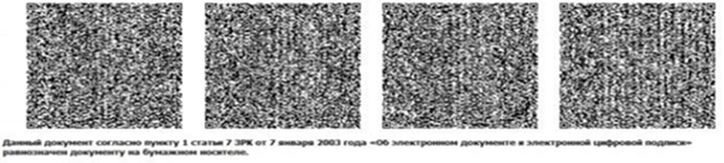 Данный документ согласно пункту 1 статьи 7 ЗРК от 7 января 2003 года «Об электронном документе и электронной цифровой подписи»
равнозначен документу на бумажном носителе.